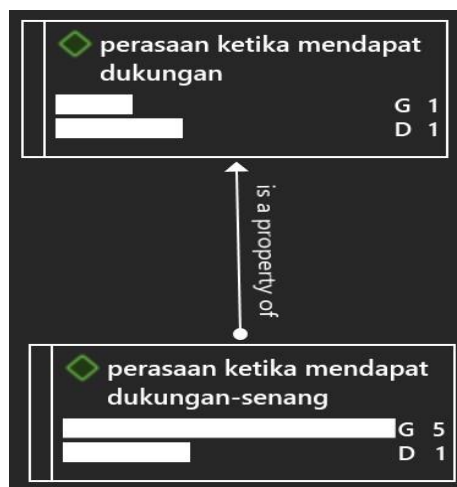 perasaan ketika mendapat
dukungan
G 1
D 1
is a property of
perasaan ketika mendapat
dukungan-senang
G 5
D 1